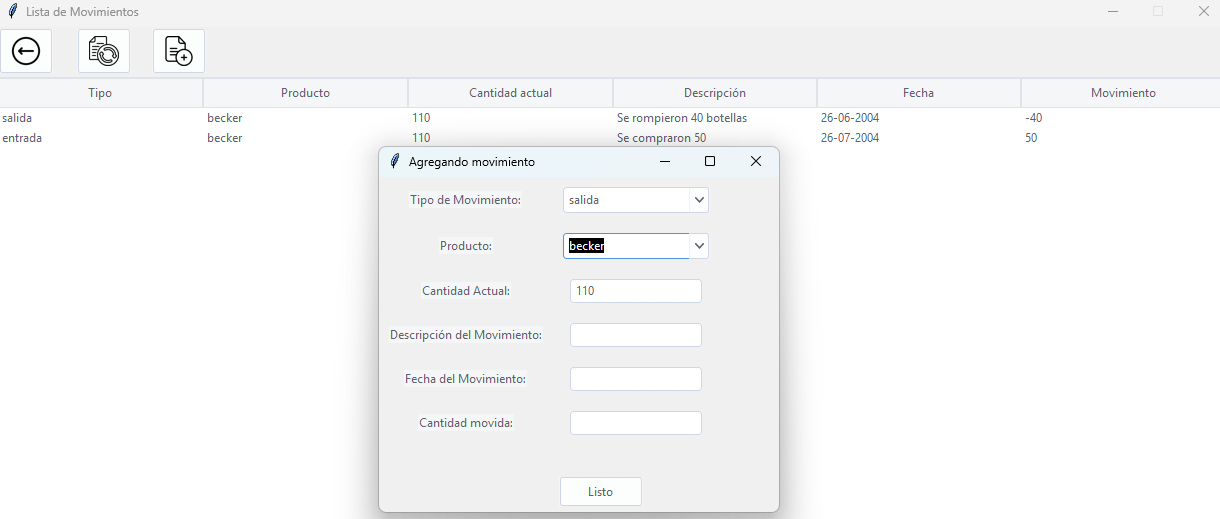 Lista de Movimientos
Tipo Producto Cantidad actual Descripción Fecha Movimiento
salida becker 110 Se rompieron 40 botellas 26-06-2004 -40
entrada becker 110 Se compraron 50 26-07-2004 50
Agregando movimiento
Tipo de Movimiento: salida
Producto: becker
Cantidad Actual: 110
Descripción del Movimiento:
Fecha del Movimiento:
Cantidad movida:
Listo